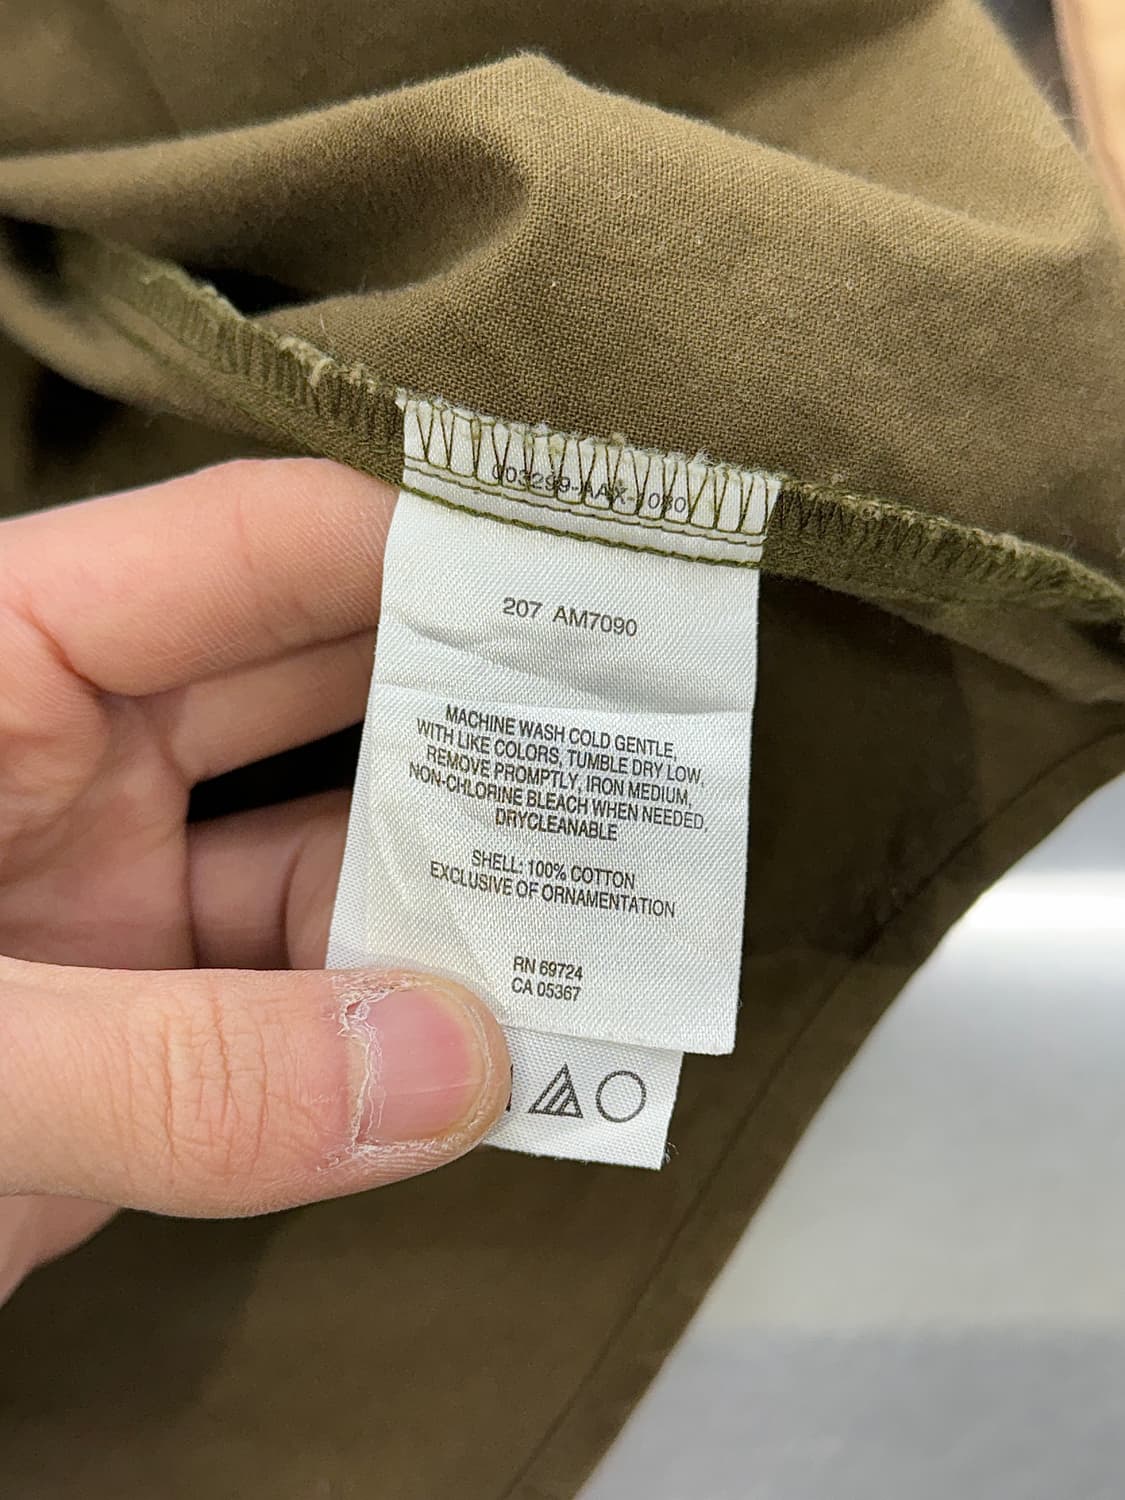 207 AM7090
MACHINE WASH COLD GENTLE,
WITH LIKE COLORS, TUMBLE DRY LOW,
REMOVE PROMPTLY, IRON MEDIUM,
NON-CHLORINE BLEACH WHEN NEEDED,
DRYCLEANABLE
SHELL: 100% COTTON
EXCLUSIVE OF ORNAMENTATION
RN 69724
CA 05367